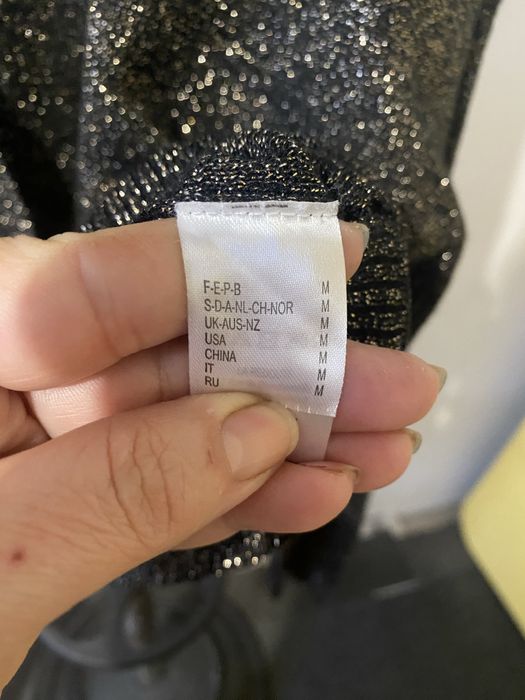 F-E-P-B M
S-D-A-NL-CH-NOR M
UK-AUS-NZ M
USA M
CHINA M
IT M
RU M